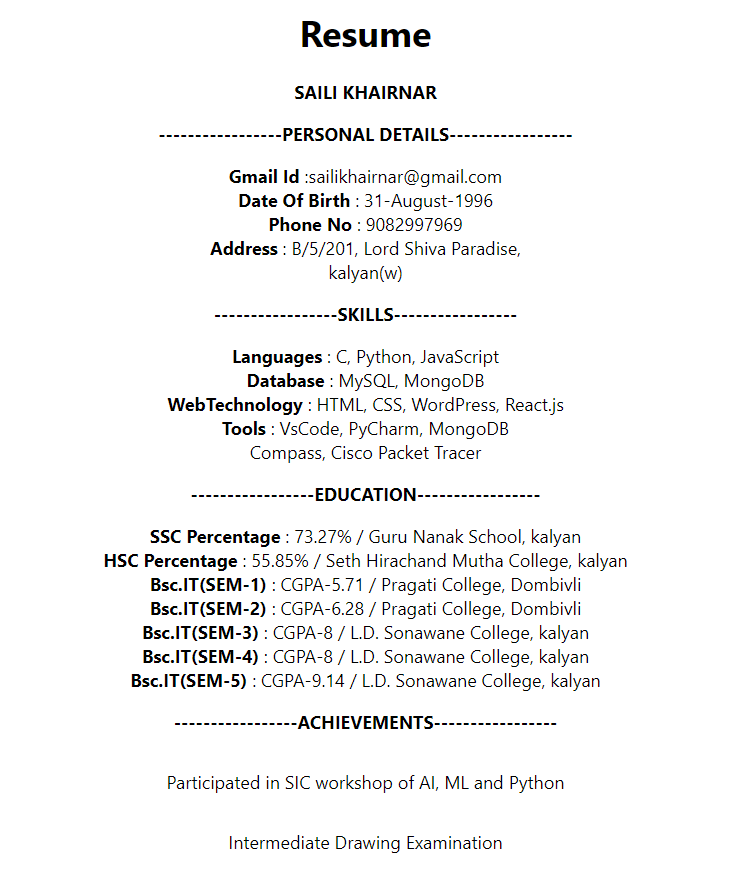 Resume
SAILI KHAIRNAR
-----------------PERSONAL DETAILS-----------------
Gmail Id :sailikhairnar@gmail.com
Date Of Birth : 31-August-1996
Phone No : 9082997969
Address : B/5/201, Lord Shiva Paradise,
kalyan(w)
-----------------SKILLS-----------------
Languages : C, Python, JavaScript
Database : MySQL, MongoDB
WebTechnology : HTML, CSS, WordPress, React.js
Tools : VsCode, PyCharm, MongoDB
Compass, Cisco Packet Tracer
-----------------EDUCATION-----------------
SSC Percentage : 73.27% / Guru Nanak School, kalyan
HSC Percentage : 55.85% / Seth Hirachand Mutha College, kalyan
Bsc.IT(SEM-1) : CGPA-5.71 / Pragati College, Dombivli
Bsc.IT(SEM-2) : CGPA-6.28 / Pragati College, Dombivli
Bsc.IT(SEM-3) : CGPA-8 / L.D. Sonawane College, kalyan
Bsc.IT(SEM-4) : CGPA-8 / L.D. Sonawane College, kalyan
Bsc.IT(SEM-5) : CGPA-9.14 / L.D. Sonawane College, kalyan
-----------------ACHIEVEMENTS-----------------
Participated in SIC workshop of AI, ML and Python
Intermediate Drawing Examination